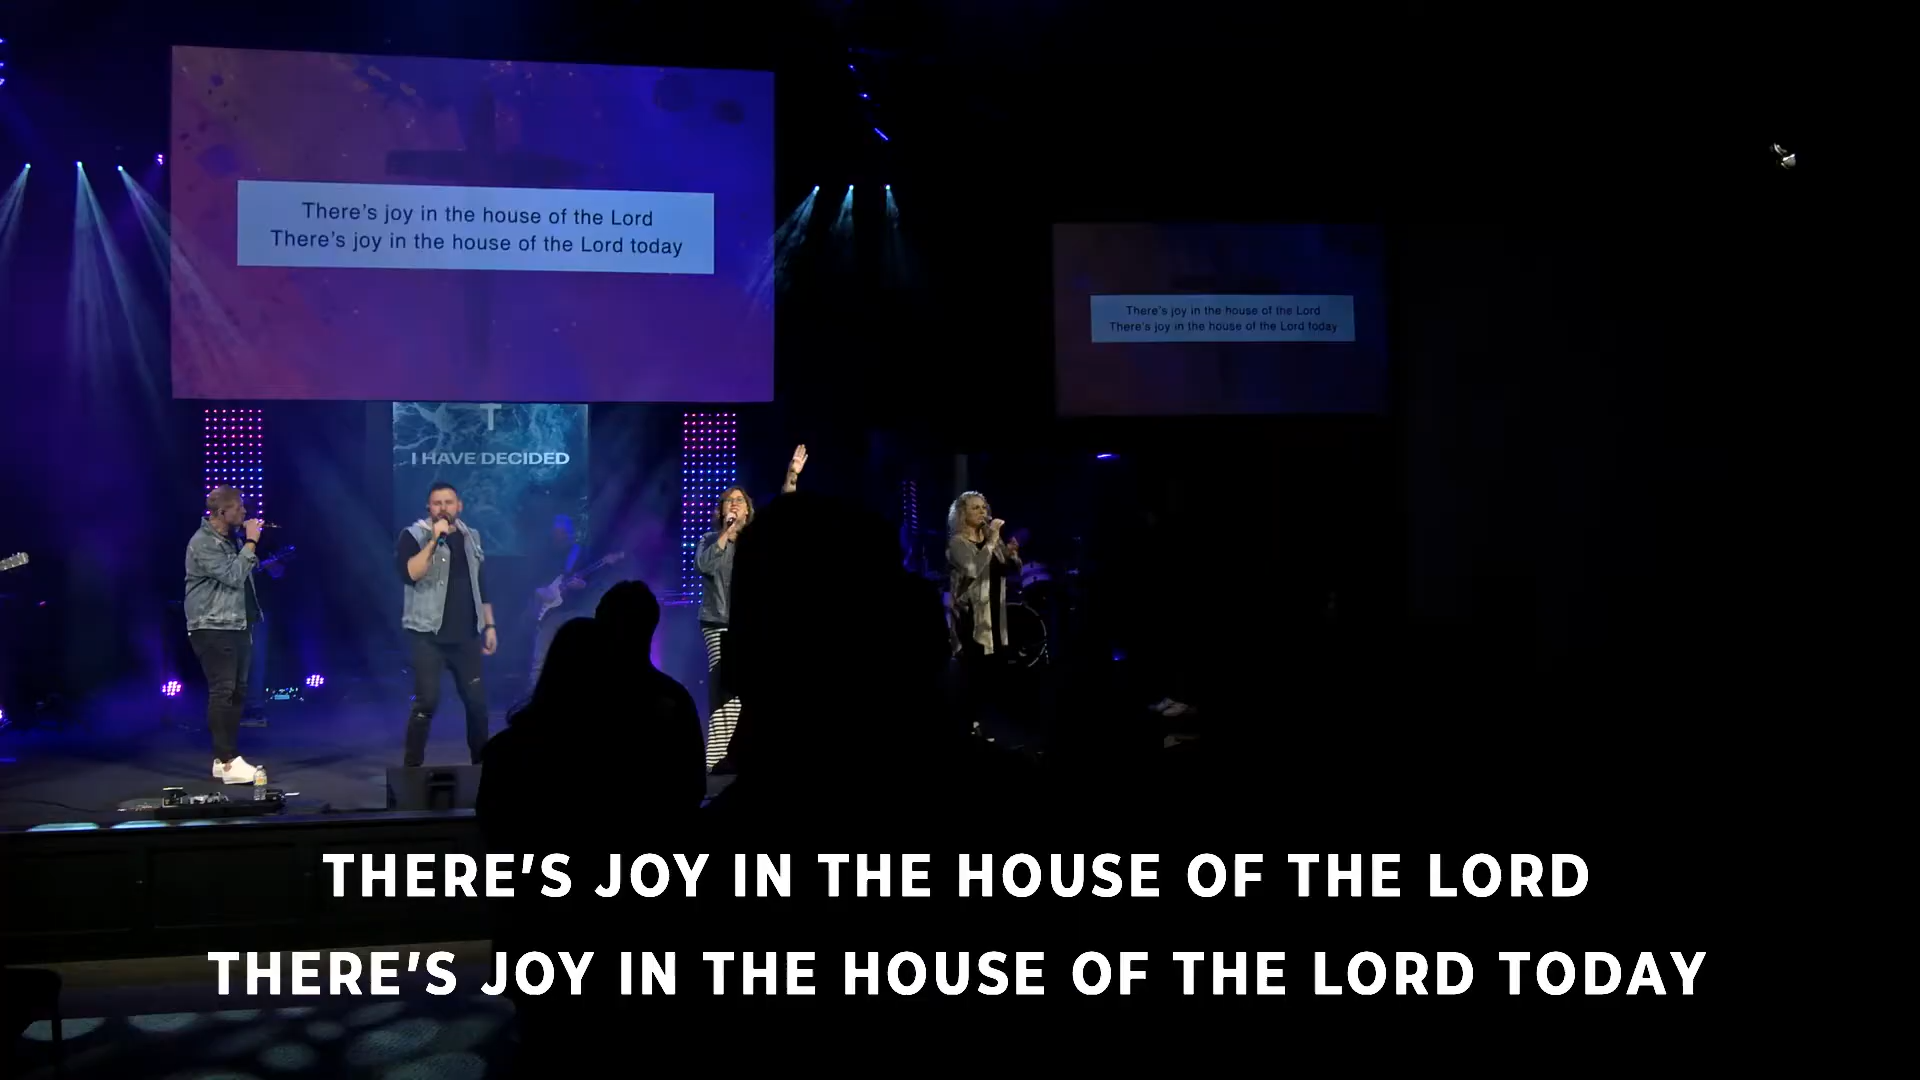 There's joy in the house of the Lord
There's joy in the house of the Lord today
There's joy in the house of the Lord
There's joy in the house of the Lord today
I HAVE DECIDED
THERE'S JOY IN THE HOUSE OF THE LORD
THERE'S JOY IN THE HOUSE OF THE LORD TODAY